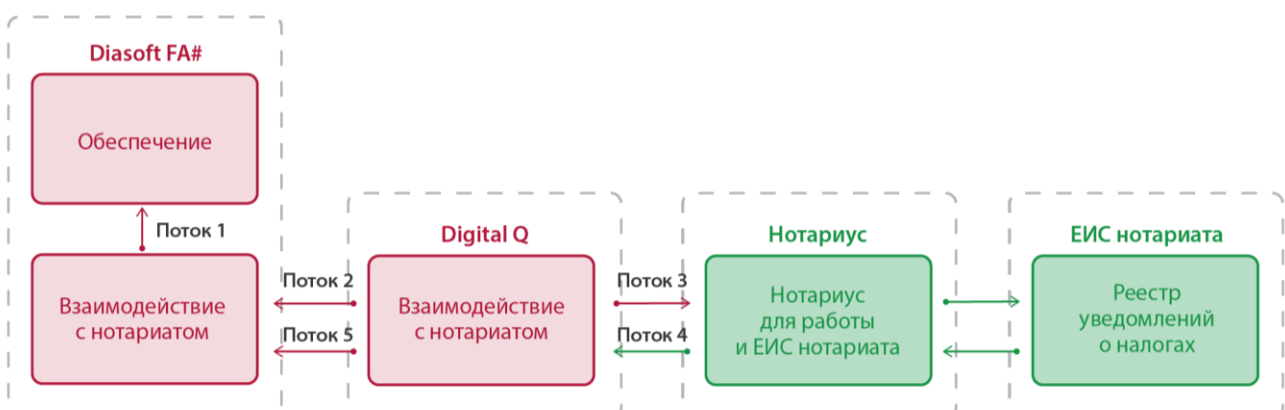 Diasoft FA#
Обеспечение
Поток 1
Взаимодействие
с нотариатом
Поток 2
Поток 5
Digital Q
Взаимодействие
с нотариатом
Поток 3
Поток 4
Нотариус
Нотариус
для работы
и ЕИС нотариата
ЕИС нотариата
Реестр
уведомлений
о налогах